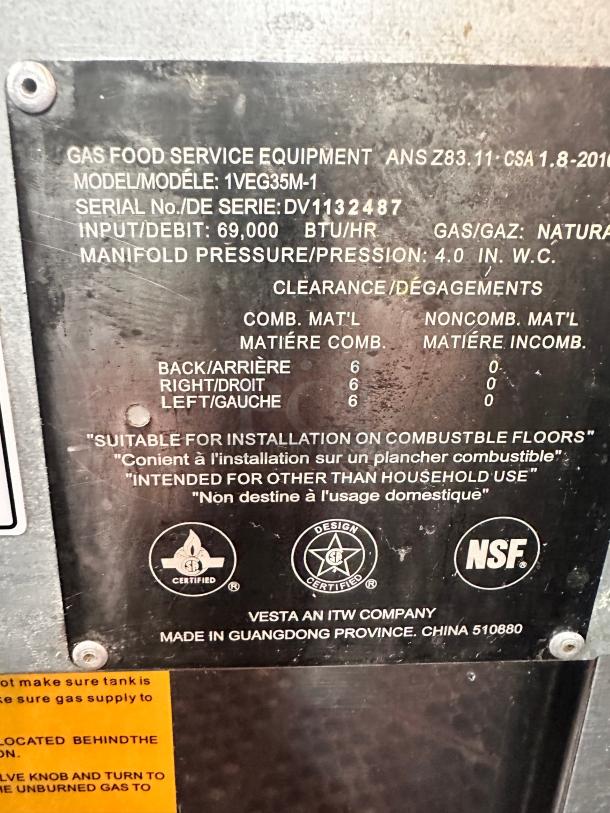 GAS FOOD SERVICE EQUIPMENT ANS Z83.11 · CSA 1.8-2016
MODEL/MODÉLE: 1VEG35M-1
SERIAL No./DE SERIE: DV1132487
INPUT/DEBIT: 69,000 BTU/HR GAS/GAZ: NATURA
MANIFOLD PRESSURE/PRESSION: 4.0 IN. W.C.
CLEARANCE/DÉGAGEMENTS
COMB. MAT'L NONCOMB. MAT'L
MATIÉRE COMB. MATIÉRE INCOMB.
BACK/ARRIÈRE 6 0
RIGHT/DROIT 6 0
LEFT/GAUCHE 6 0
"SUITABLE FOR INSTALLATION ON COMBUSTBLE FLOORS"
"Conient à l'installation sur un plancher combustible"
"INTENDED FOR OTHER THAN HOUSEHOLD USE"
"Non destine à l'usage domestique"
CERTIFIED ®
DESIGN CERTIFIED ®
NSF®
VESTA AN ITW COMPANY
MADE IN GUANGDONG PROVINCE. CHINA 510880
ot make sure tank is
ke sure gas supply to
LOCATED BEHINDTHE
ON.
LVE KNOB AND TURN TO
HE UNBURNED GAS TO